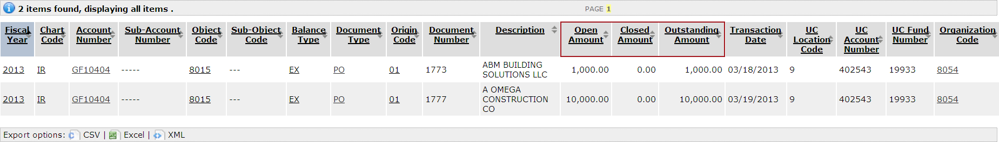 2 items found, displaying all items .
PAGE 1
Fiscal Year Chart Code Account Number Sub-Account Number Object Code Sub-Object Code Balance Type Document Type Origin Code Document Number Description Open Amount Closed Amount Outstanding Amount Transaction Date UC Location Code UC Account Number UC Fund Number Organization Code
2013 IR GF10404 ----- 8015 --- EX PO 01 1773 ABM BUILDING SOLUTIONS LLC 1,000.00 0.00 1,000.00 03/18/2013 9 402543 19933 8054
2013 IR GF10404 ----- 8015 --- EX PO 01 1777 A OMEGA CONSTRUCTION CO 10,000.00 0.00 10,000.00 03/19/2013 9 402543 19933 8054
Export options: CSV | Excel | XML